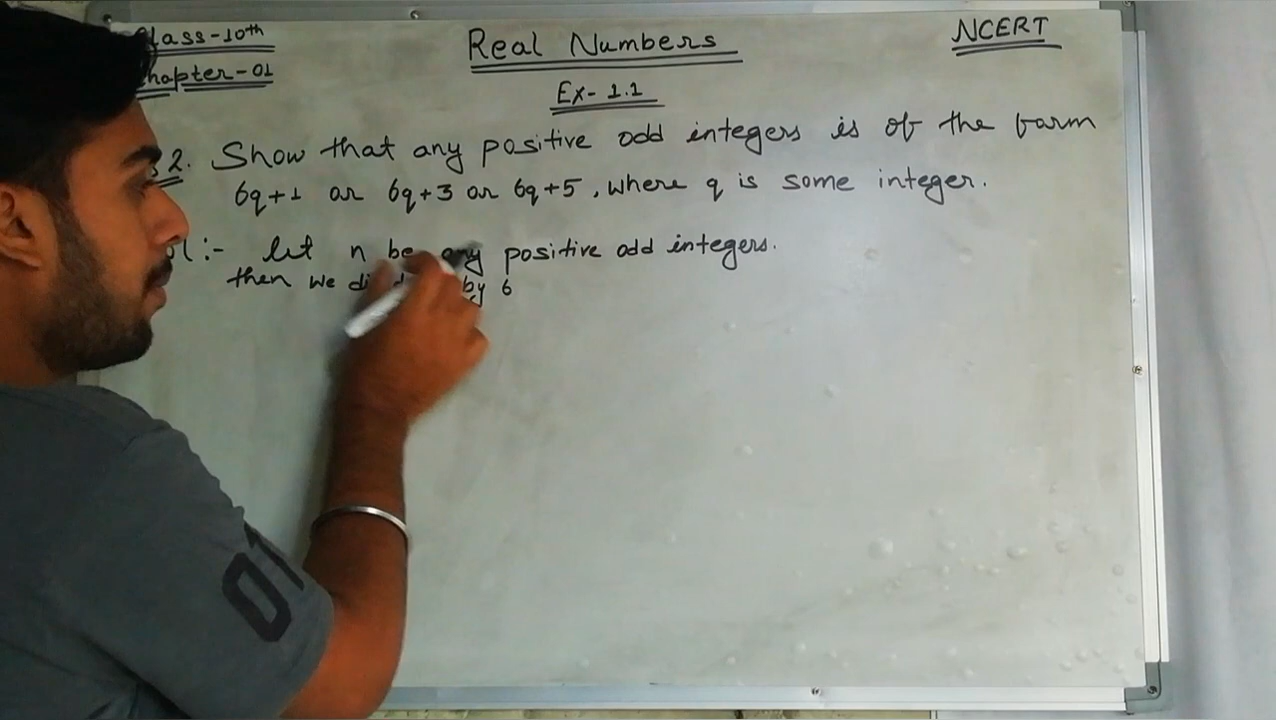 Class-10th
Chapter-01
Real Numbers
NCERT
Ex- 1.1
2. Show that any positive odd integers is of the form
6q+1 or 6q+3 or 6q+5, where q is some integer.
:- let n be any positive odd integers.
then we by 6
01